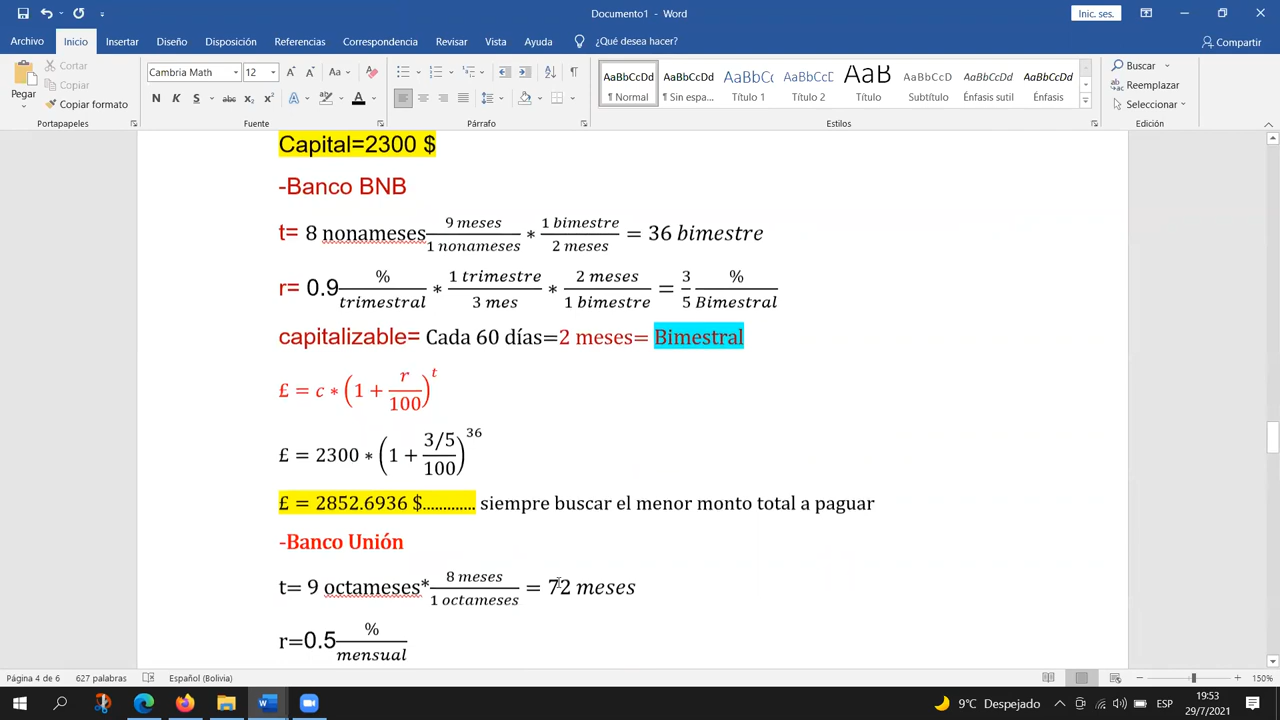 Documento1 - Word
Inic. ses.
Archivo Inicio Insertar Diseño Disposición Referencias Correspondencia Revisar Vista Ayuda ¿Qué desea hacer? Compartir
Pegar
Cortar
Copiar
Copiar formato
Portapapeles
Cambria Math 12
Fuente
Párrafo
AaBbCcDd AaBbCcDd AaBbCc AaBbCcD AaB AaBbCcD AaBbCcDd AaBbCcDd
¶ Normal ¶ Sin espa... Título 1 Título 2 Título Subtítulo Énfasis sutil Énfasis
Estilos
Buscar
Reemplazar
Seleccionar
Edición
Capital=2300 $
-Banco BNB
t= 8 nonameses 9 meses/1 nonameses * 1 bimestre/2 meses = 36 bimestre
r= 0.9 %/trimestral * 1 trimestre/3 mes * 2 meses/1 bimestre = 3/5 %/Bimestral
capitalizable= Cada 60 días=2 meses= Bimestral
£ = c * (1 + r/100)^t
£ = 2300 * (1 + 3/5/100)^36
£ = 2852.6936 $............. siempre buscar el menor monto total a paguar
-Banco Unión
t= 9 octameses* 8 meses/1 octameses = 72 meses
r=0.5 %/mensual
Página 4 de 6 627 palabras Español (Bolivia) 150%
9°C Despejado ESP 19:53
29/7/2021